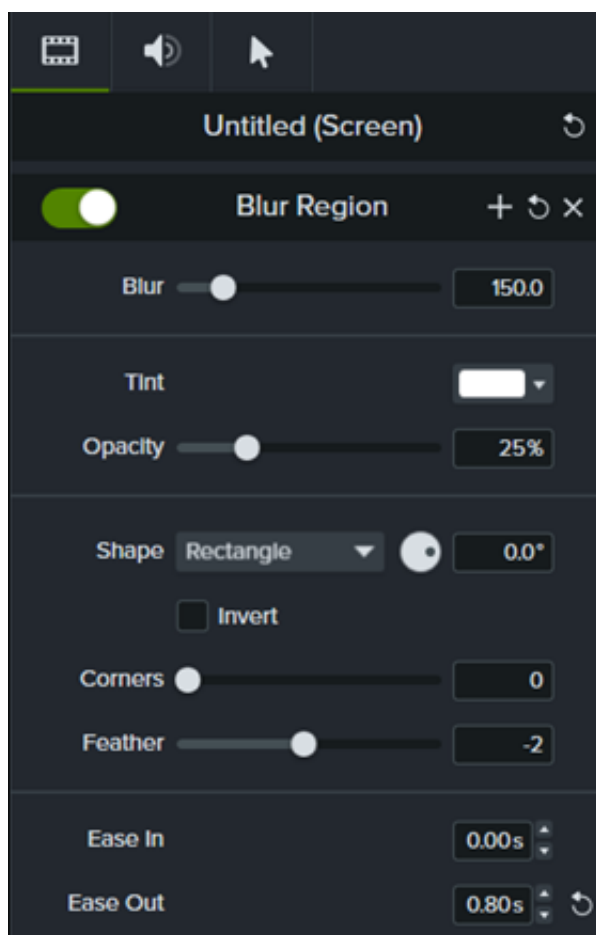 Untitled (Screen)
Blur Region
Blur 150.0
Tint
Opacity 25%
Shape Rectangle 0.0°
Invert
Corners 0
Feather -2
Ease In 0.00s
Ease Out 0.80s